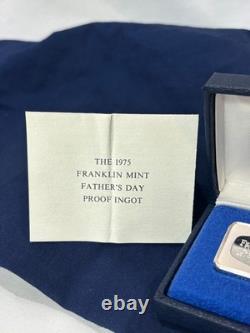 THE 1975
FRANKLIN MINT
FATHER'S DAY
PROOF INGOT